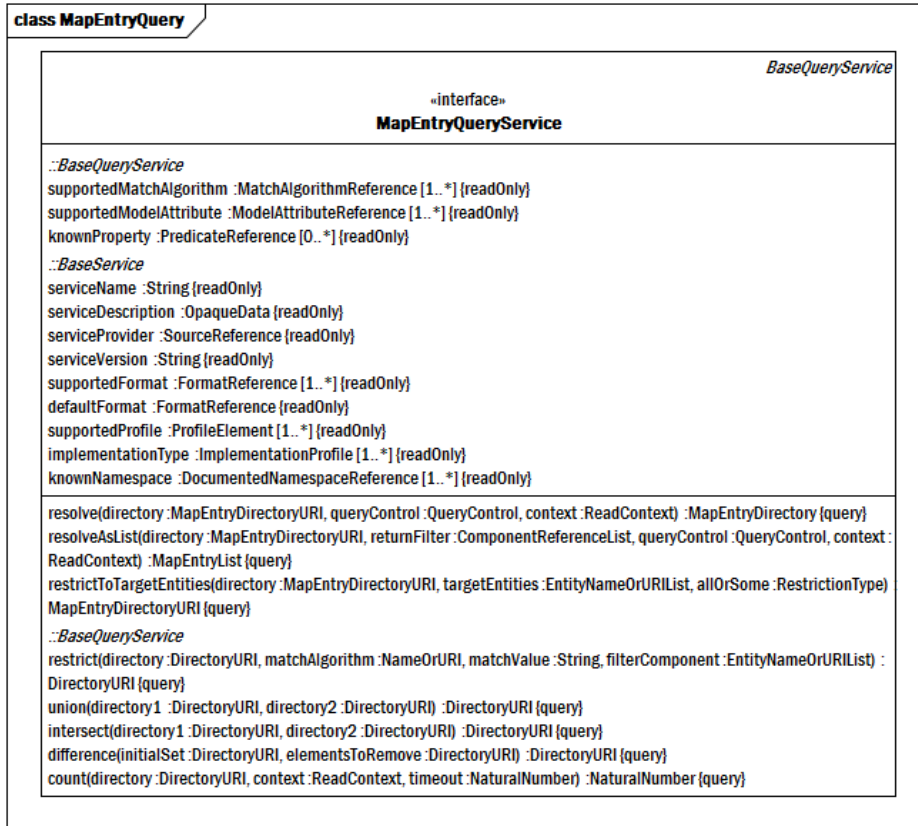 class MapEntryQuery
BaseQueryService
«interface»
MapEntryQueryService
::BaseQueryService
supportedMatchAlgorithm :MatchAlgorithmReference [1..*] {readOnly}
supportedModelAttribute :ModelAttributeReference [1..*] {readOnly}
knownProperty :PredicateReference [0..*] {readOnly}
::BaseService
serviceName :String {readOnly}
serviceDescription :OpaqueData {readOnly}
serviceProvider :SourceReference {readOnly}
serviceVersion :String {readOnly}
supportedFormat :FormatReference [1..*] {readOnly}
defaultFormat :FormatReference {readOnly}
supportedProfile :ProfileElement [1..*] {readOnly}
implementationType :ImplementationProfile [1..*] {readOnly}
knownNamespace :DocumentedNamespaceReference [1..*] {readOnly}
resolve(directory :MapEntryDirectoryURI, queryControl :QueryControl, context :ReadContext) :MapEntryDirectory {query}
resolveAsList(directory :MapEntryDirectoryURI, returnFilter :ComponentReferenceList, queryControl :QueryControl, context :
ReadContext) :MapEntryList {query}
restrictToTargetEntities(directory :MapEntryDirectoryURI, targetEntities :EntityNameOrURIList, allOrSome :RestrictionType) :
MapEntryDirectoryURI {query}
::BaseQueryService
restrict(directory :DirectoryURI, matchAlgorithm :NameOrURI, matchValue :String, filterComponent :EntityNameOrURIList) :
DirectoryURI {query}
union(directory1 :DirectoryURI, directory2 :DirectoryURI) :DirectoryURI {query}
intersect(directory1 :DirectoryURI, directory2 :DirectoryURI) :DirectoryURI {query}
difference(initialSet :DirectoryURI, elementsToRemove :DirectoryURI) :DirectoryURI {query}
count(directory :DirectoryURI, context :ReadContext, timeout :NaturalNumber) :NaturalNumber {query}